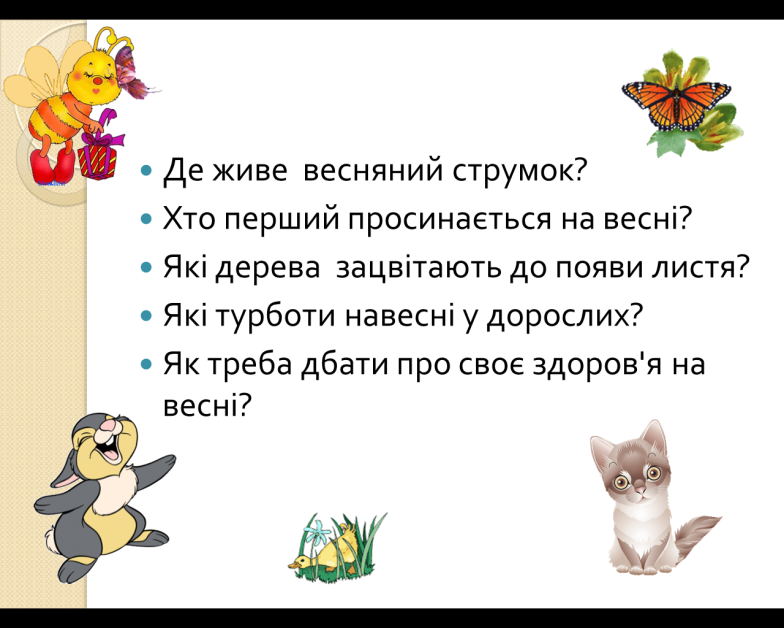 • Де живе весняний струмок?
• Хто перший просинається на весні?
• Які дерева зацвітають до появи листя?
• Які турботи навесні у дорослих?
• Як треба дбати про своє здоров'я на
весні?